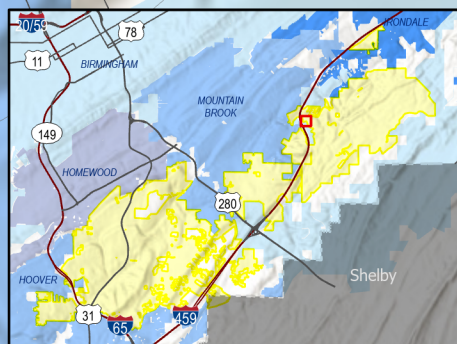 20/59
IRONDALE
78
11
BIRMINGHAM
MOUNTAIN
BROOK
149
HOMEWOOD
280
HOOVER
Shelby
31
65
459